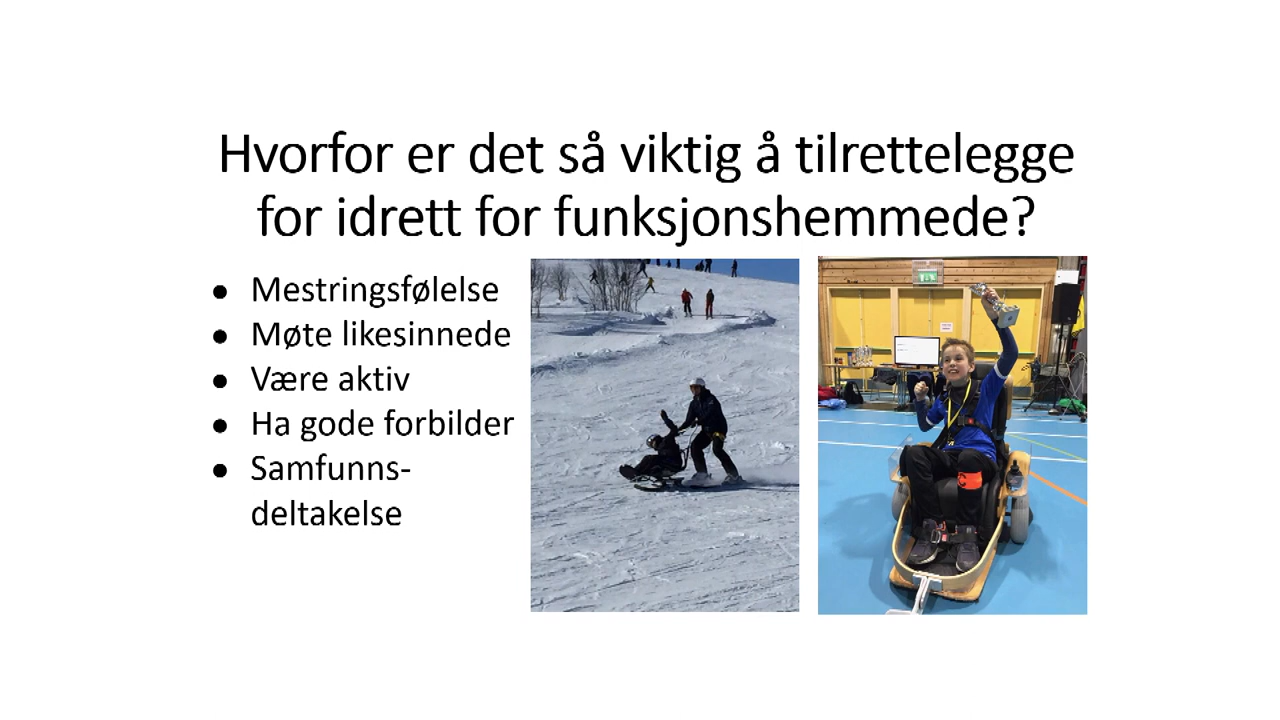 Hvorfor er det så viktig å tilrettelegge
for idrett for funksjonshemmede?
● Mestringsfølelse
● Møte likesinnede
● Være aktiv
● Ha gode forbilder
● Samfunns-
deltakelse